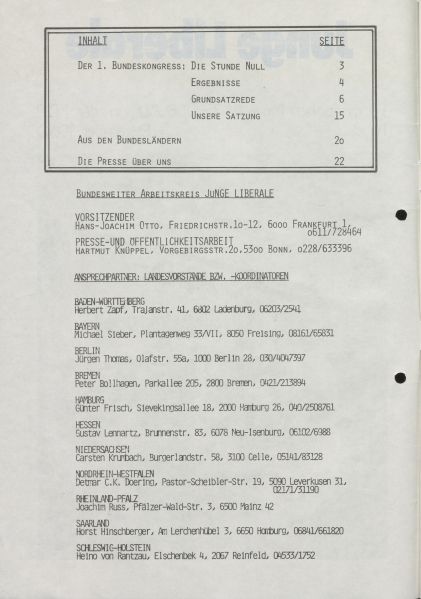 INHALT SEITE
DER 1. BUNDESKONGRESS: DIE STUNDE NULL 3
ERGEBNISSE 4
GRUNDSATZREDE 6
UNSERE SATZUNG 15
AUS DEN BUNDESLÄNDERN 2o
DIE PRESSE ÜBER UNS 22
BUNDESWEITER ARBEITSKREIS JUNGE LIBERALE
VORSITZENDER
HANS-JOACHIM OTTO, FRIEDRICHSTR.1o-12, 6ooo FRANKFURT 1,
o611/728464
PRESSE-UND ÖFFENTLICHKEITSARBEIT
HARTMUT KNÜPPEL, VORGEBIRGSSTR.2o,53oo BONN, o228/633396
ANSPRECHPARTNER: LANDESVORSTÄNDE BZW. -KOORDINATOREN
BADEN-WÜRTTEMBERG
Herbert Zapf, Trajanstr. 41, 6802 Ladenburg, 06203/2541
BAYERN
Michael Sieber, Plantagenweg 33/VII, 8050 Freising, 08161/65831
BERLIN
Jürgen Thomas, Olafstr. 55a, 1000 Berlin 28, 030/4047397
BREMEN
Peter Bollhagen, Parkallee 205, 2800 Bremen, 0421/213894
HAMBURG
Günter Frisch, Sievekingsallee 18, 2000 Hamburg 26, 040/2508761
HESSEN
Gustav Lennartz, Brunnenstr. 83, 6078 Neu-Isenburg, 06102/6988
NIEDERSACHSEN
Carsten Krumbach, Burgerlandstr. 58, 3100 Celle, 05141/83128
NORDRHEIN-WESTFALEN
Detmar C.K. Doering, Pastor-Scheibler-Str. 19, 5090 Leverkusen 31,
02171/31190
RHEINLAND-PFALZ
Joachim Russ, Pfälzer-Wald-Str. 3, 6500 Mainz 42
SAARLAND
Horst Hinschberger, Am Lerchenhübel 3, 6650 Homburg, 06841/661820
SCHLESWIG-HOLSTEIN
Heino von Rantzau, Elschenbek 4, 2067 Reinfeld, 04533/1752